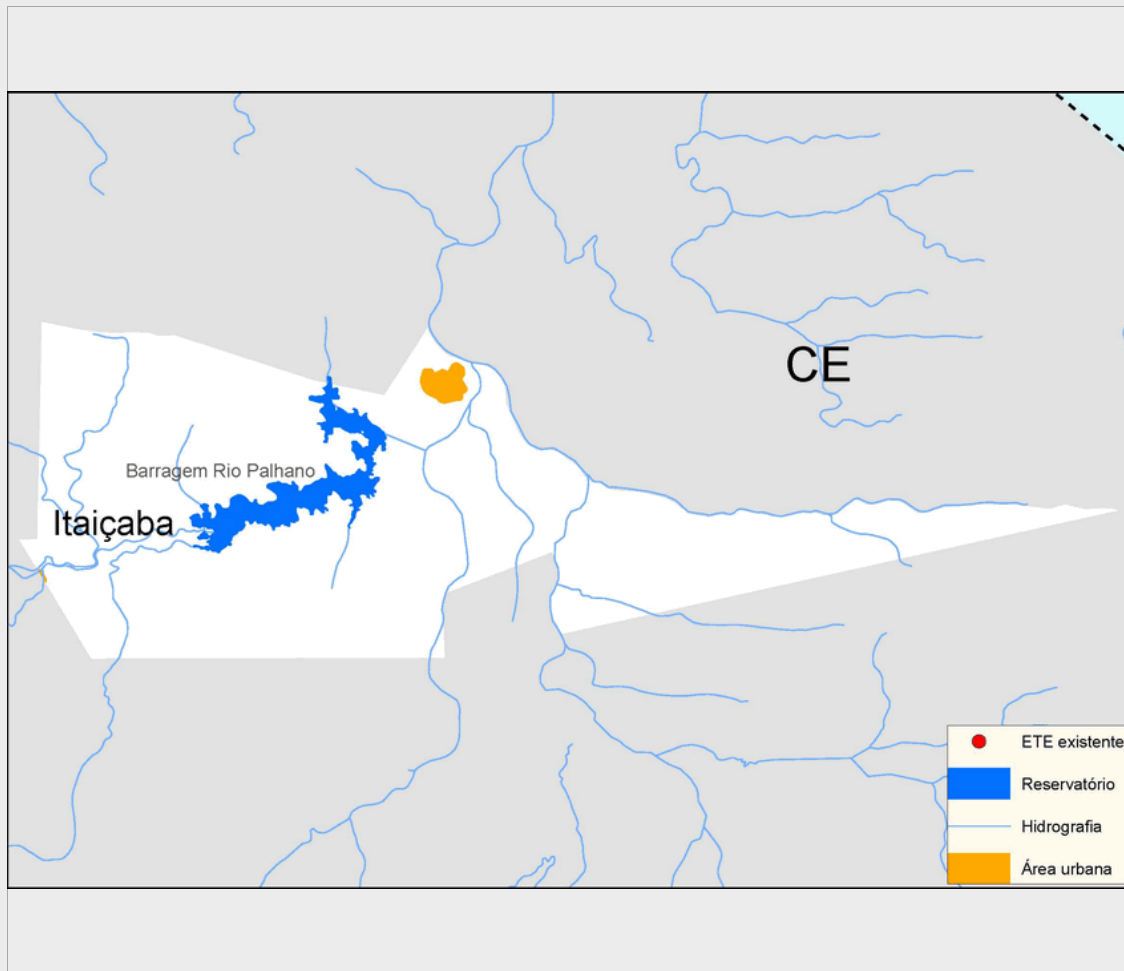 CE
Barragem Rio Palhano
Itaiçaba
ETE existente
Reservatório
Hidrografia
Área urbana